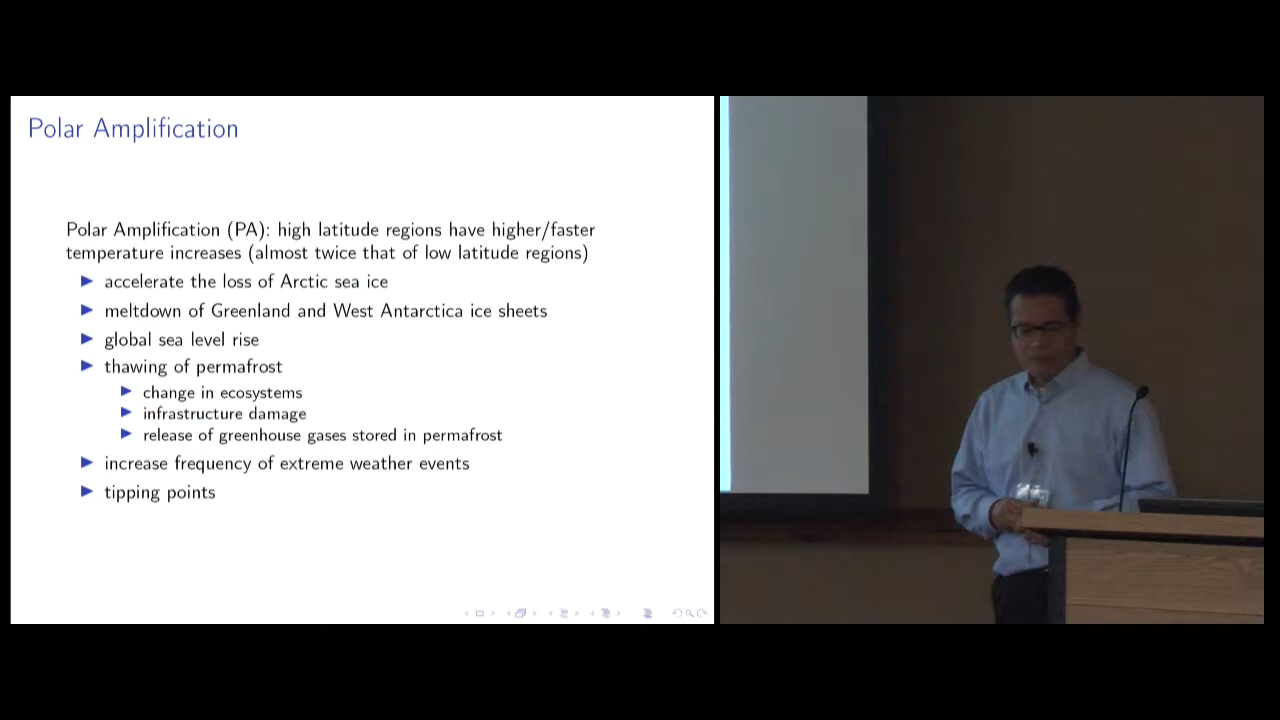 Polar Amplification
Polar Amplification (PA): high latitude regions have higher/faster
temperature increases (almost twice that of low latitude regions)
accelerate the loss of Arctic sea ice
meltdown of Greenland and West Antarctica ice sheets
global sea level rise
thawing of permafrost
change in ecosystems
infrastructure damage
release of greenhouse gases stored in permafrost
increase frequency of extreme weather events
tipping points